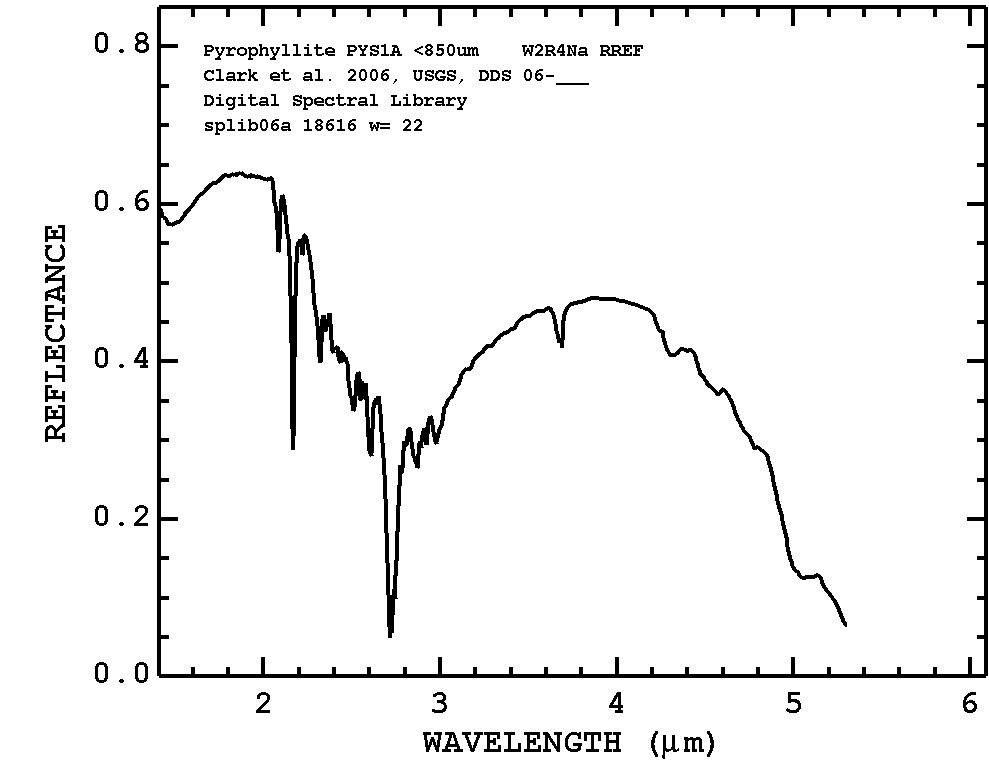 0.8
Pyrophyllite PYS1A <850um W2R4Na RREF
Clark et al. 2006, USGS, DDS 06-___
Digital Spectral Library
splib06a 18616 w= 22
0.6
REFLECTANCE
0.4
0.2
0.0
2 3 4 5 6
WAVELENGTH (μm)